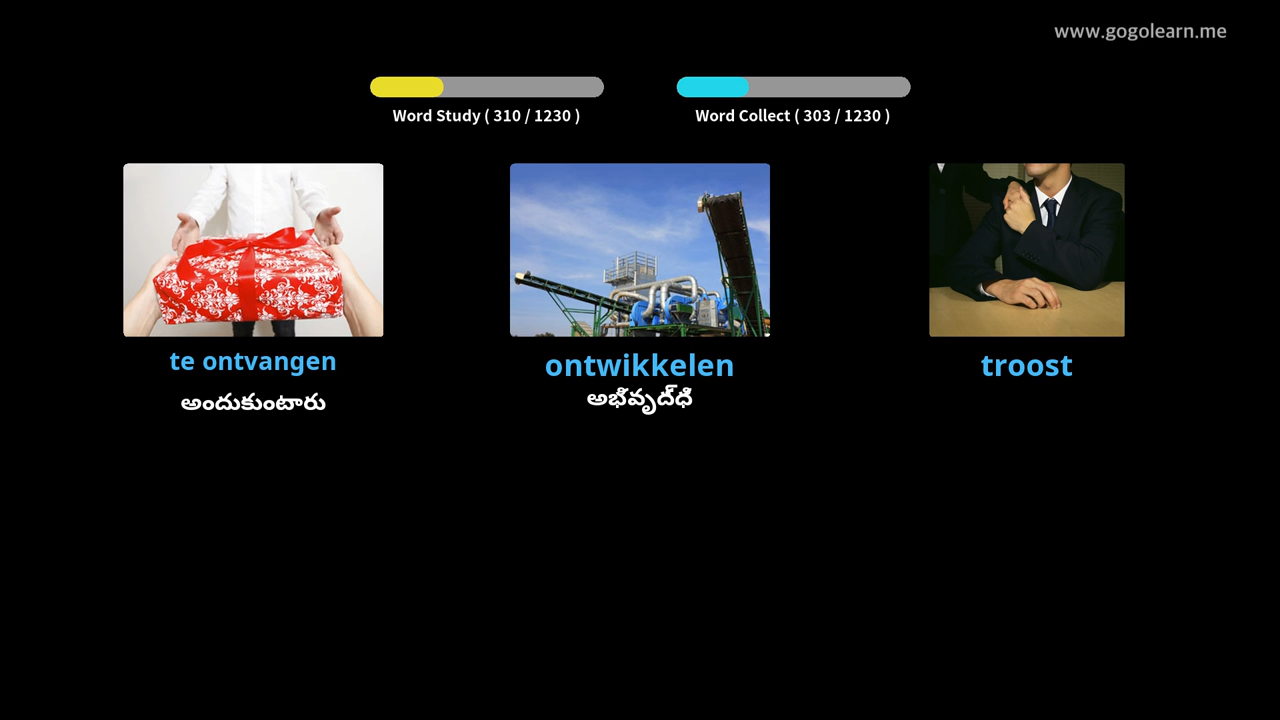 www.gogolearn.me
Word Study ( 310 / 1230 )
Word Collect ( 303 / 1230 )
te ontvangen
అందుకుంటారు
ontwikkelen
అభివృద్ధి
troost